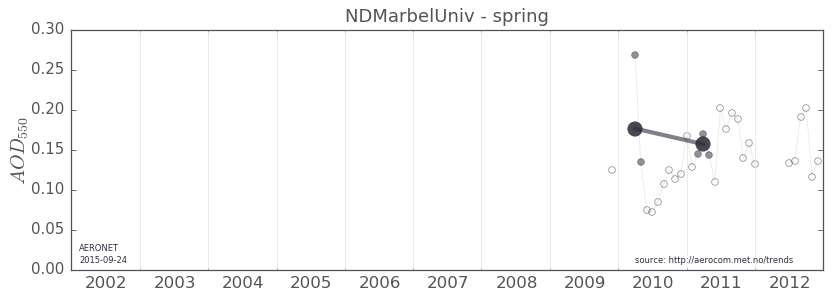 NDMarbelUniv - spring
0.30
0.25
0.20
0.15
0.10
0.05
0.00
AOD550
AERONET
2015-09-24
source: http://aerocom.met.no/trends
2002 2003 2004 2005 2006 2007 2008 2009 2010 2011 2012